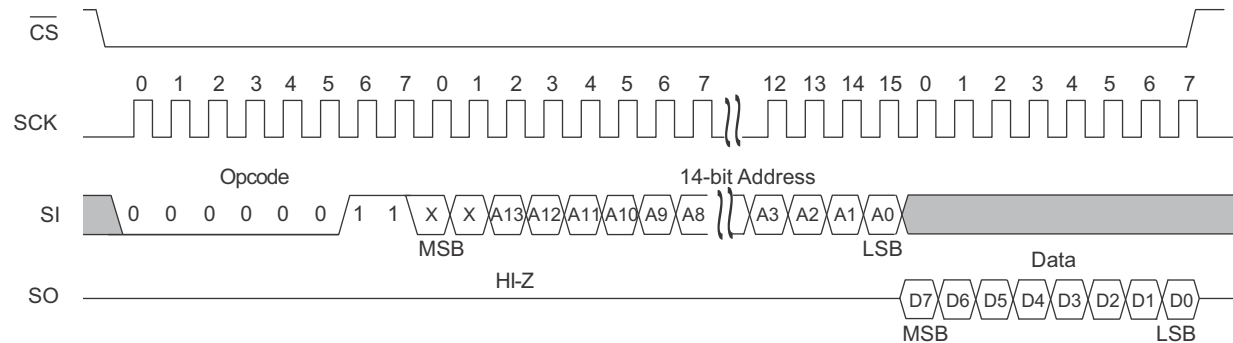 CS
0 1 2 3 4 5 6 7 0 1 2 3 4 5 6 7 12 13 14 15 0 1 2 3 4 5 6 7
SCK
Opcode 14-bit Address
SI 0 0 0 0 0 0 1 1 X X A13 A12 A11 A10 A9 A8 A3 A2 A1 A0
MSB LSB
HI-Z Data
SO D7 D6 D5 D4 D3 D2 D1 D0
MSB LSB